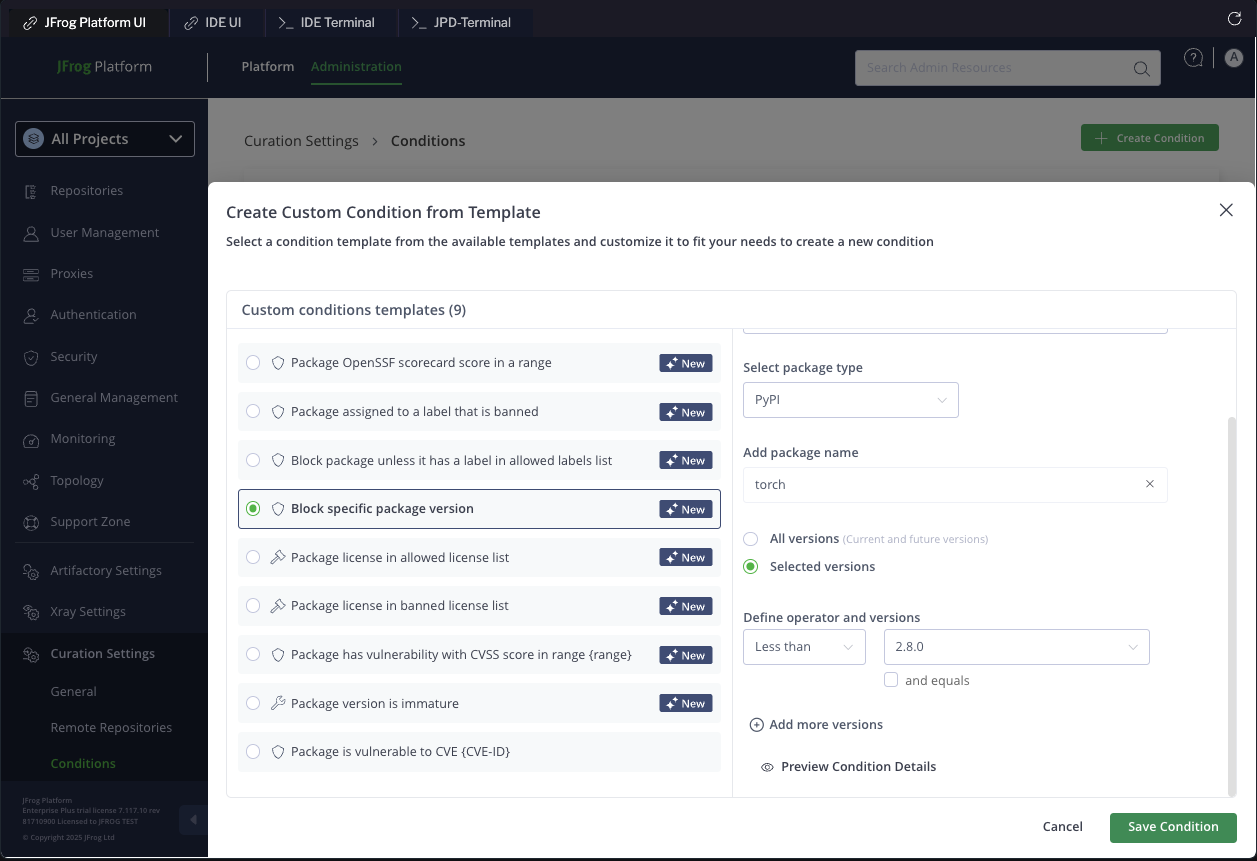 JFrog Platform UI
IDE UI
IDE Terminal
JPD-Terminal
JFrog Platform
Platform
Administration
Search Admin Resources
A
All Projects
Repositories
User Management
Proxies
Authentication
Security
General Management
Monitoring
Topology
Support Zone
Artifactory Settings
Xray Settings
Curation Settings
General
Remote Repositories
Conditions
JFrog Platform
Enterprise Plus trial license 7.117.10 rev
81710900 Licensed to JFROG TEST
© Copyright 2025 JFrog Ltd
Curation Settings > Conditions
Create Condition
Create Custom Condition from Template
Select a condition template from the available templates and customize it to fit your needs to create a new condition
Custom conditions templates (9)
Package OpenSSF scorecard score in a range New
Package assigned to a label that is banned New
Block package unless it has a label in allowed labels list New
Block specific package version New
Package license in allowed license list New
Package license in banned license list New
Package has vulnerability with CVSS score in range {range} New
Package version is immature New
Package is vulnerable to CVE {CVE-ID}
Select package type
PyPI
Add package name
torch
All versions (Current and future versions)
Selected versions
Define operator and versions
Less than 2.8.0
and equals
Add more versions
Preview Condition Details
Cancel
Save Condition